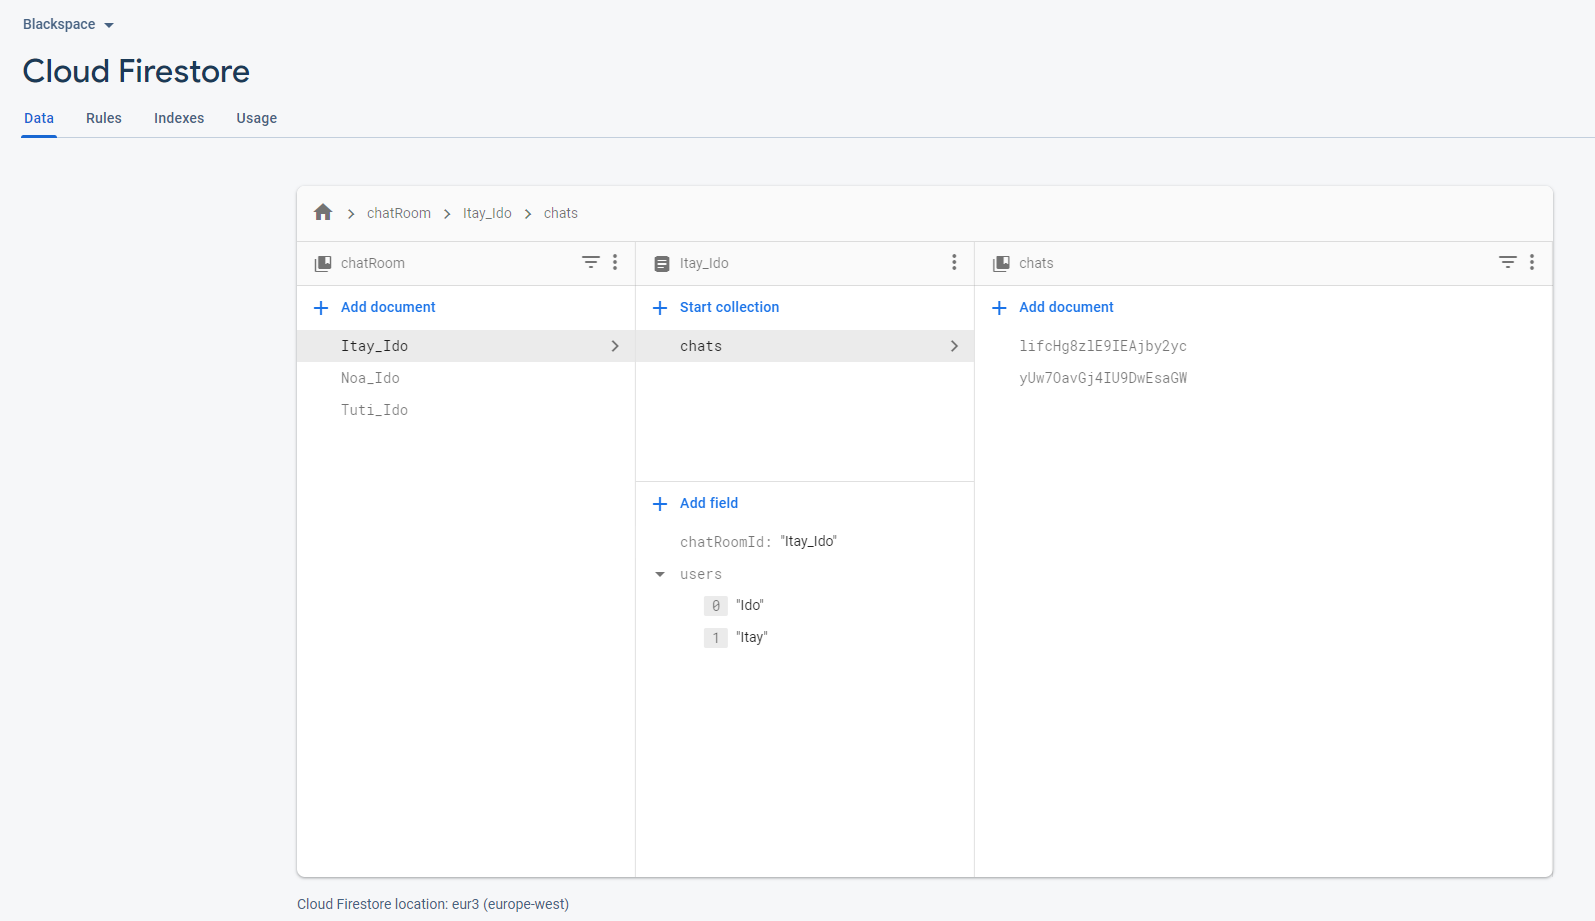 Blackspace
Cloud Firestore
Data Rules Indexes Usage
chatRoom Itay_Ido chats
chatRoom
Add document
Itay_Ido
Noa_Ido
Tuti_Ido
Itay_Ido
Start collection
chats
Add field
chatRoomId: "Itay_Ido"
users
0 "Ido"
1 "Itay"
chats
Add document
lifcHg8zlE9IEAjby2yc
yUw7OavGj4IU9DwEsaGW
Cloud Firestore location: eur3 (europe-west)